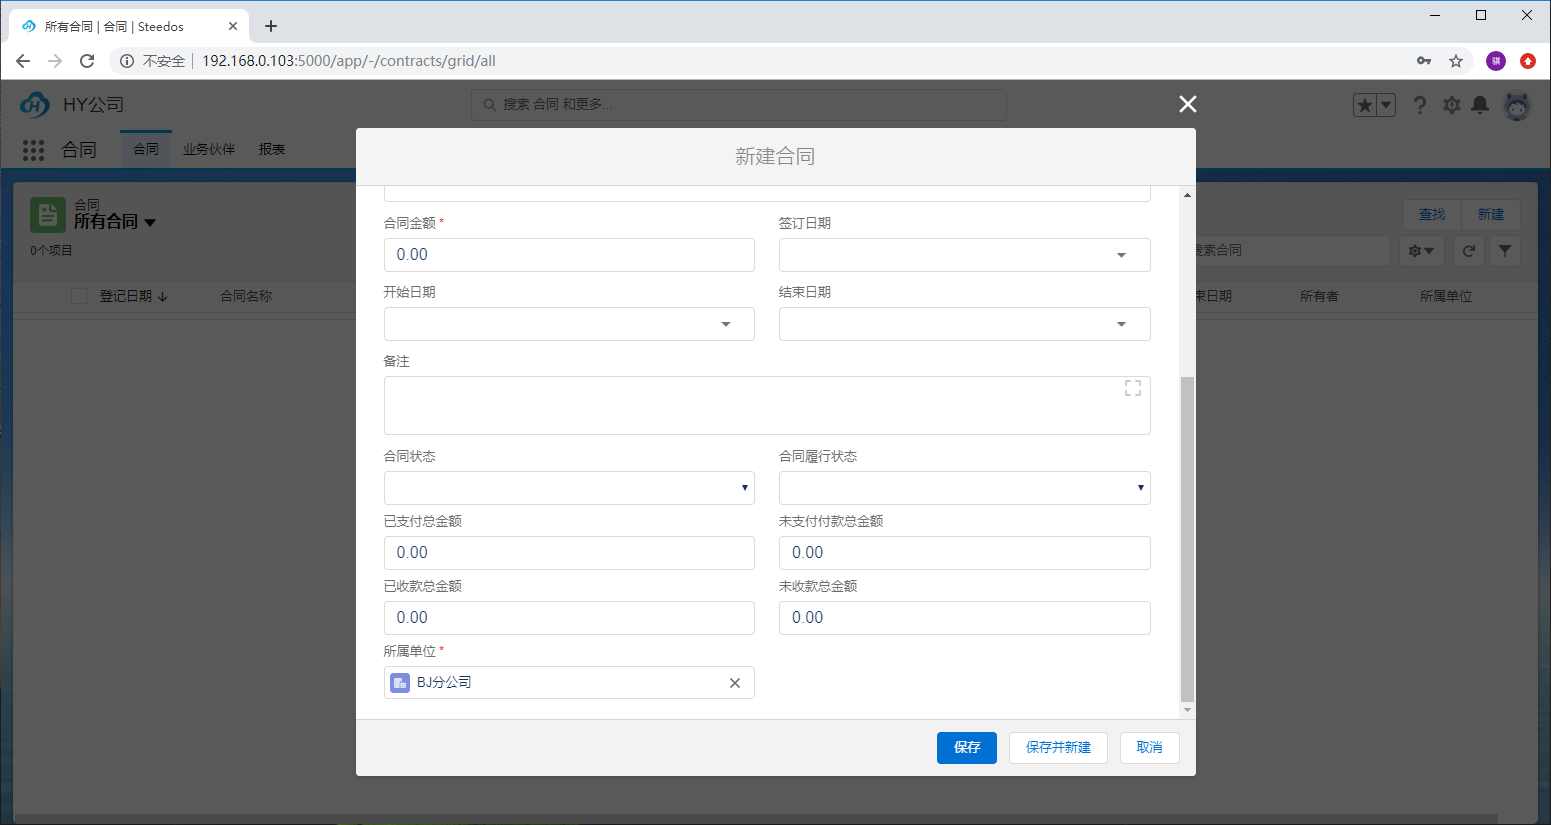 所有合同 | 合同 | Steedos
不安全 192.168.0.103:5000/app/-/contracts/grid/all
HY公司
搜索 合同 和更多...
合同 合同 业务伙伴 报表
新建合同
合同
所有合同
0个项目
查找 新建
搜索合同
登记日期 合同名称 束日期 所有者 所属单位
合同金额 * 签订日期
0.00
开始日期 结束日期
备注
合同状态 合同履行状态
已支付总金额 未支付付款总金额
0.00 0.00
已收款总金额 未收款总金额
0.00 0.00
所属单位 *
BJ分公司
保存 保存并新建 取消